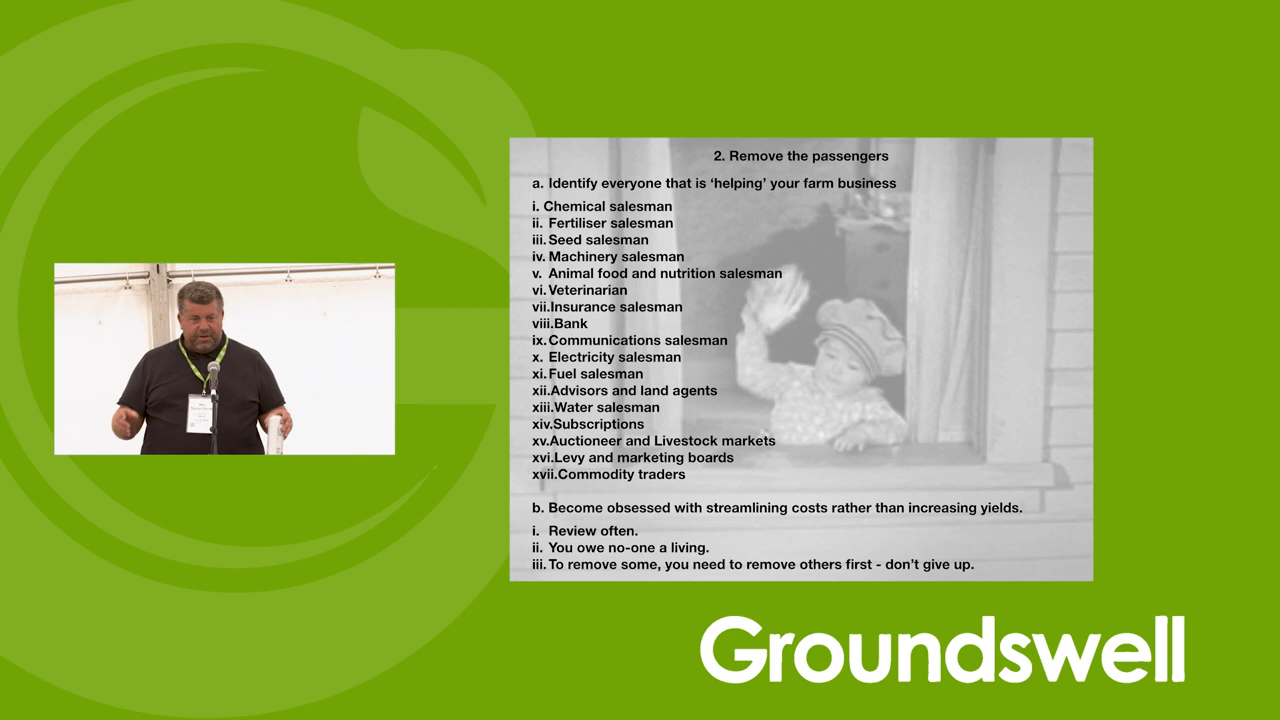 2. Remove the passengers
a. Identify everyone that is ‘helping’ your farm business
i. Chemical salesman
ii. Fertiliser salesman
iii. Seed salesman
iv. Machinery salesman
v. Animal food and nutrition salesman
vi. Veterinarian
vii.Insurance salesman
viii.Bank
ix. Communications salesman
x. Electricity salesman
xi. Fuel salesman
xii.Advisors and land agents
xiii.Water salesman
xiv.Subscriptions
xv.Auctioneer and Livestock markets
xvi.Levy and marketing boards
xvii.Commodity traders
b. Become obsessed with streamlining costs rather than increasing yields.
i. Review often.
ii. You owe no-one a living.
iii. To remove some, you need to remove others first - don’t give up.
Groundswell